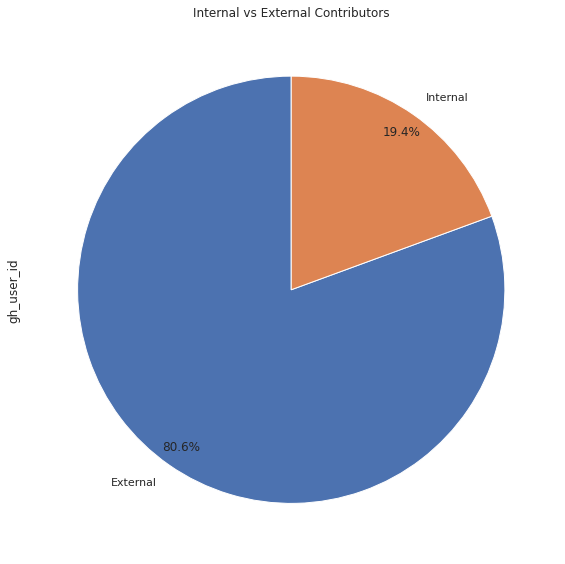 Internal vs External Contributors
Internal
19.4%
gh_user_id
80.6%
External